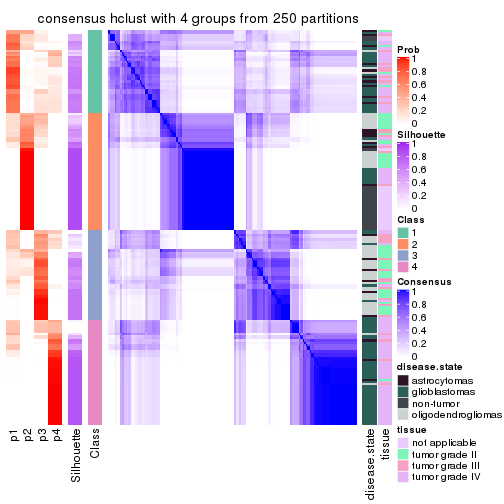 consensus hclust with 4 groups from 250 partitions
Prob
1
0.8
0.6
0.4
0.2
0
Silhouette
1
0.8
0.6
0.4
0.2
0
Class
1
2
3
4
Consensus
1
0.8
0.6
0.4
0.2
0
disease.state
astrocytomas
glioblastomas
non-tumor
oligodendrogliomas
tissue
not applicable
tumor grade II
tumor grade III
tumor grade IV
p1
p2
p3
p4
Silhouette
Class
disease.state
tissue